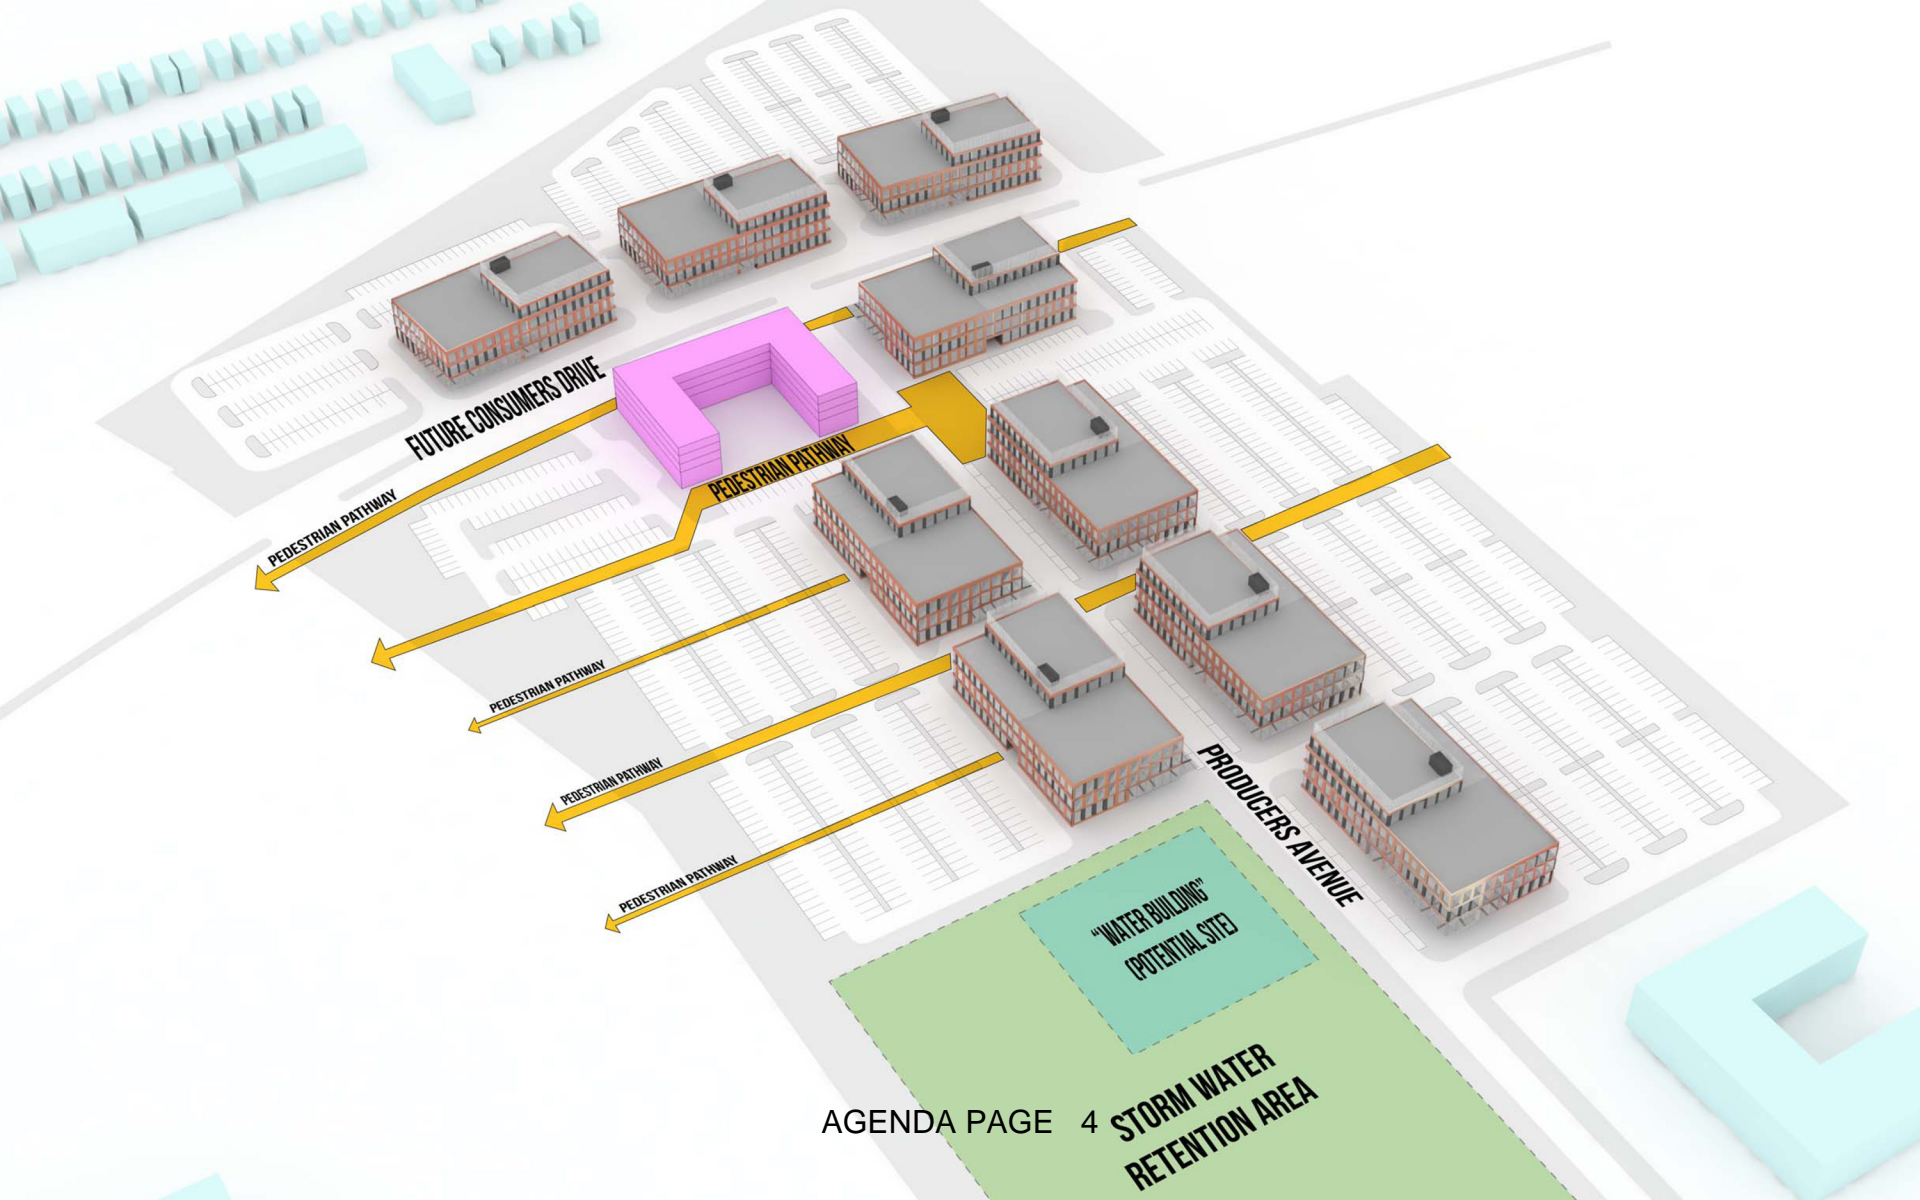 FUTURE CONSUMERS DRIVE
PEDESTRIAN PATHWAY
PEDESTRIAN PATHWAY
PEDESTRIAN PATHWAY
PEDESTRIAN PATHWAY
PEDESTRIAN PATHWAY
PRODUCERS AVENUE
“WATER BUILDING”
(POTENTIAL SITE)
STORM WATER
RETENTION AREA
AGENDA PAGE 4